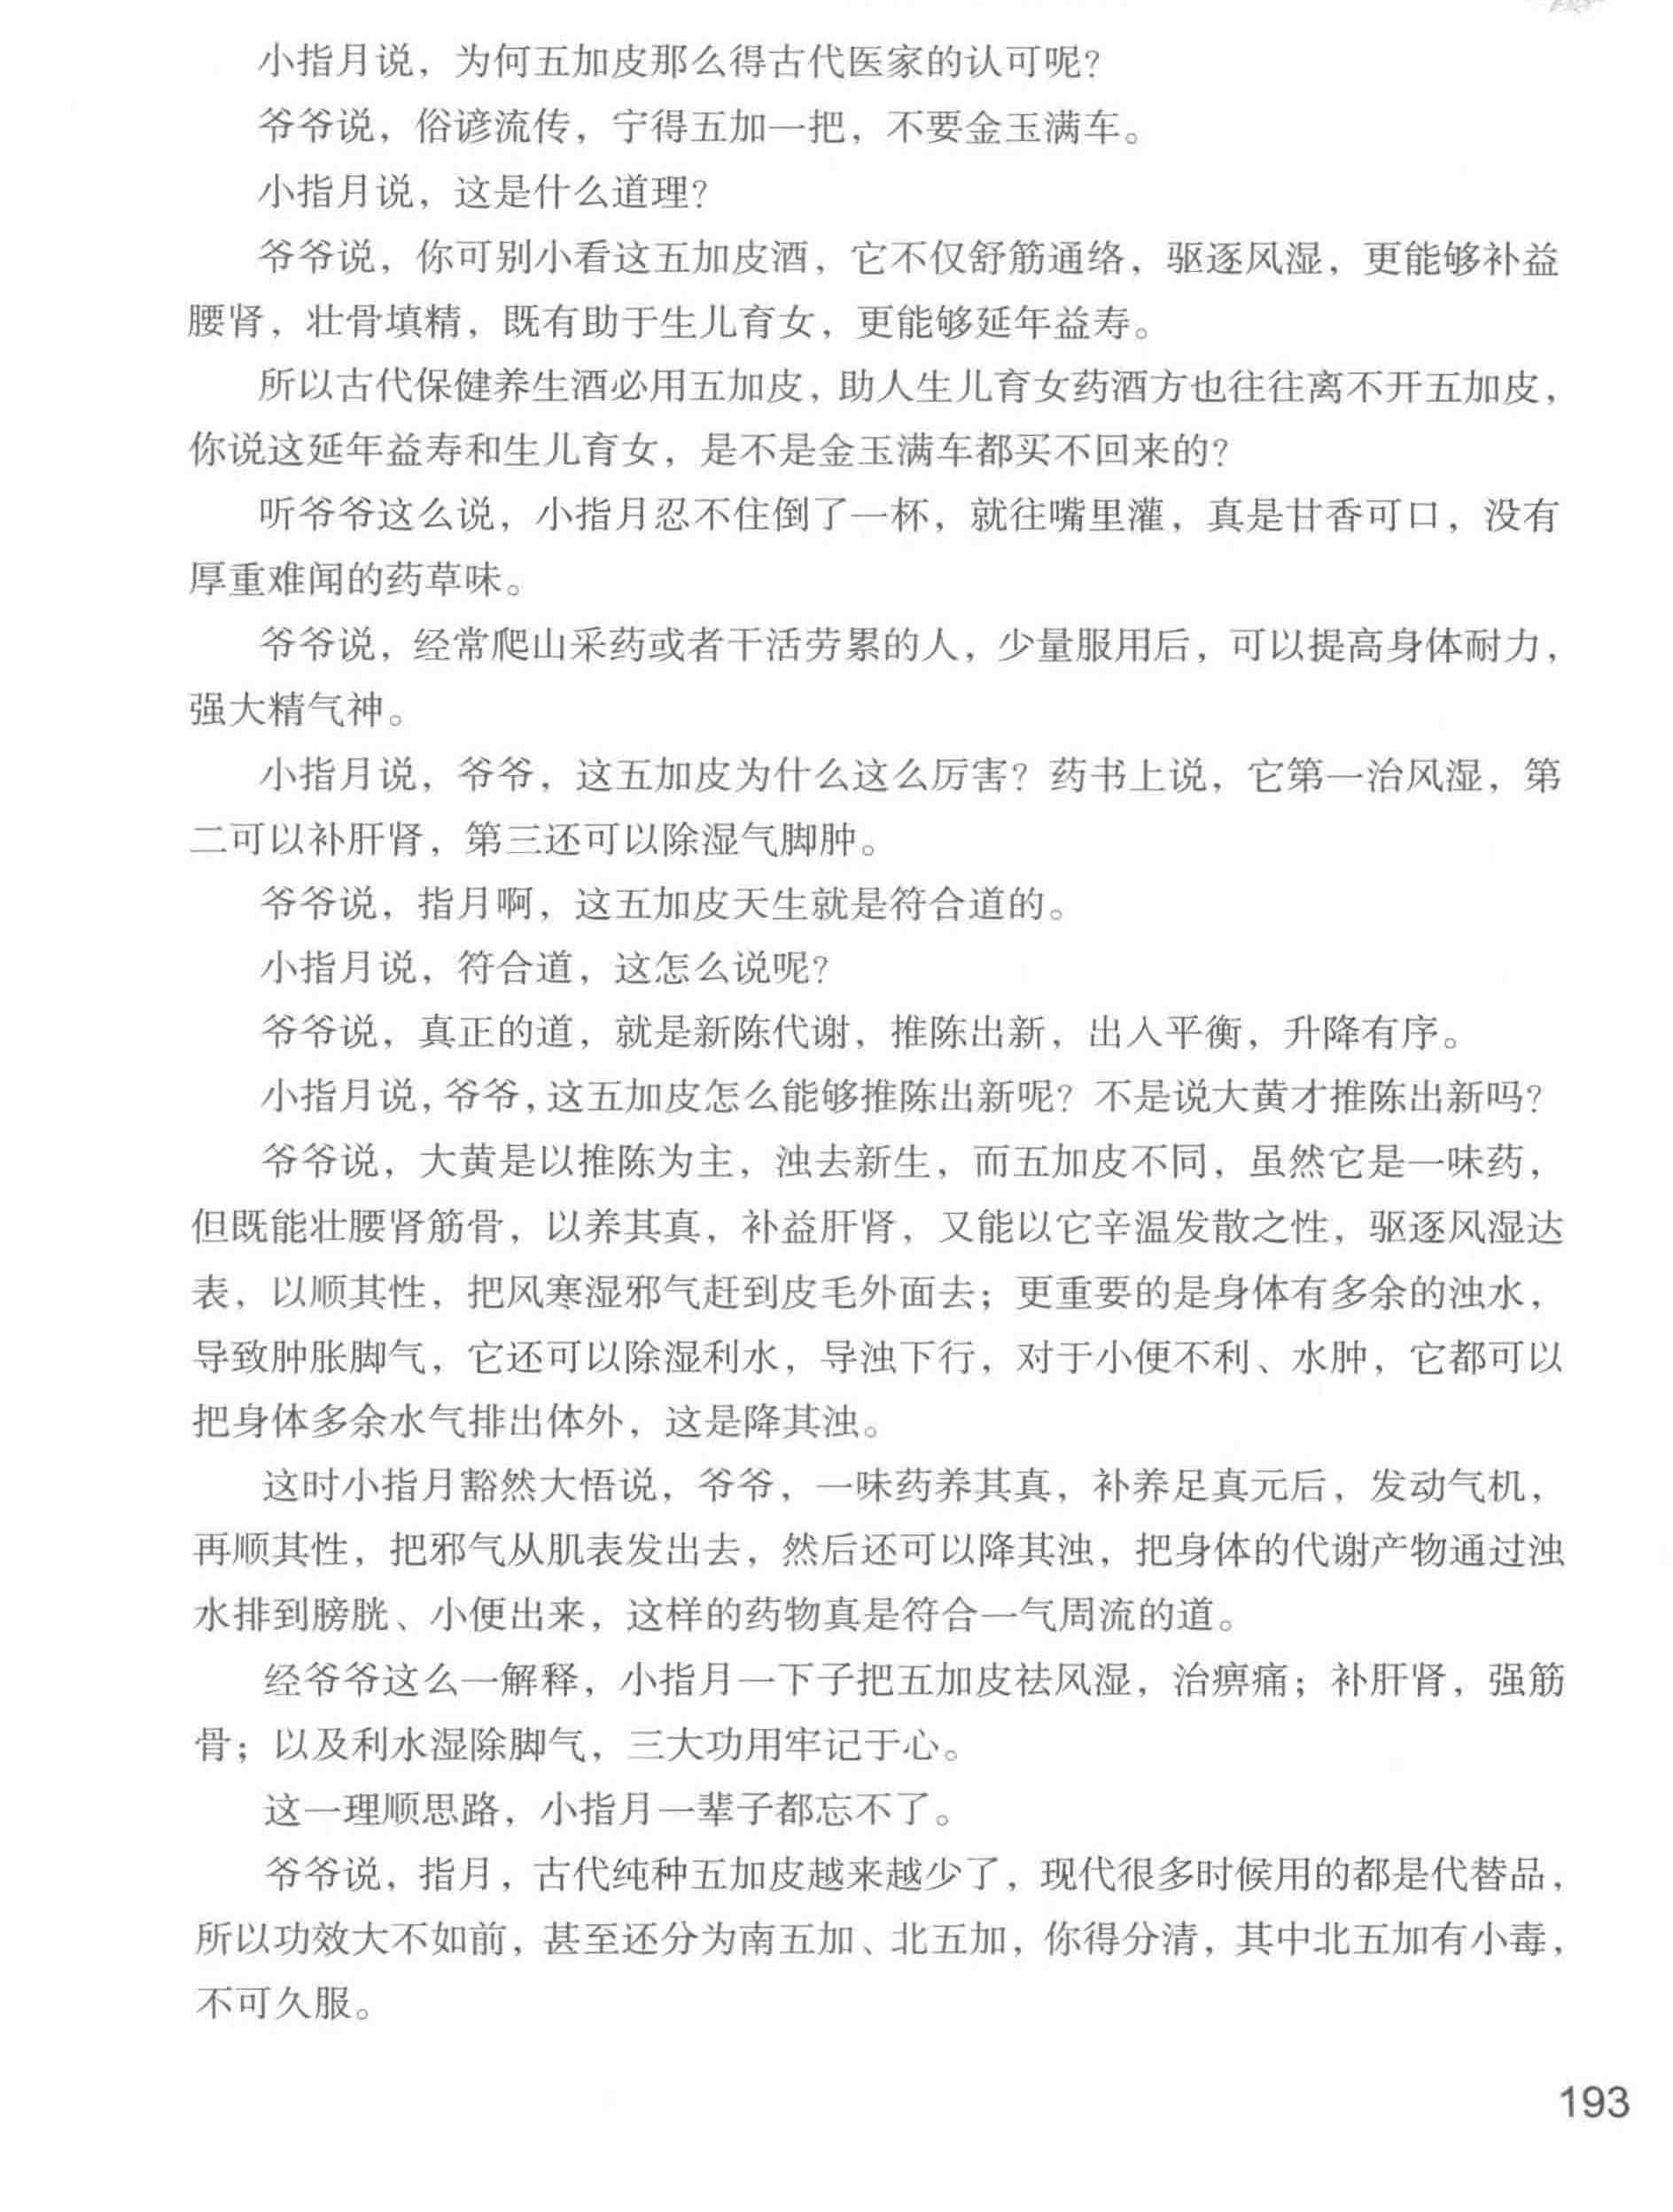 小指月说，为何五加皮那么得古代医家的认可呢？
爷爷说，俗谚流传，宁得五加一把，不要金玉满车。
小指月说，这是什么道理？
爷爷说，你可别小看这五加皮酒，它不仅舒筋通络，驱逐风湿，更能够补益
腰肾，壮骨填精，既有助于生儿育女，更能够延年益寿。
所以古代保健养生酒必用五加皮，助人生儿育女药酒方也往往离不开五加皮，
你说这延年益寿和生儿育女，是不是金玉满车都买不回来的？
听爷爷这么说，小指月忍不住倒了一杯，就往嘴里灌，真是甘香可口，没有
厚重难闻的药草味。
爷爷说，经常爬山采药或者干活劳累的人，少量服用后，可以提高身体耐力，
强大精气神。
小指月说，爷爷，这五加皮为什么这么厉害？药书上说，它第一治风湿，第
二可以补肝肾，第三还可以除湿气脚肿。
爷爷说，指月啊，这五加皮天生就是符合道的。
小指月说，符合道，这怎么说呢？
爷爷说，真正的道，就是新陈代谢，推陈出新，出入平衡，升降有序。
小指月说，爷爷，这五加皮怎么能够推陈出新呢？不是说大黄才推陈出新吗？
爷爷说，大黄是以推陈为主，浊去新生，而五加皮不同，虽然它是一味药，
但既能壮腰肾筋骨，以养其真，补益肝肾，又能以它辛温发散之性，驱逐风湿达
表，以顺其性，把风寒湿邪气赶到皮毛外面去；更重要的是身体有多余的浊水，
导致肿胀脚气，它还可以除湿利水，导浊下行，对于小便不利、水肿，它都可以
把身体多余水气排出体外，这是降其浊。
这时小指月豁然大悟说，爷爷，一味药养其真，补养足真元后，发动气机，
再顺其性，把邪气从肌表发出去，然后还可以降其浊，把身体的代谢产物通过浊
水排到膀胱、小便出来，这样的药物真是符合一气周流的道。
经爷爷这么一解释，小指月一下子把五加皮祛风湿，治痹痛；补肝肾，强筋
骨；以及利水湿除脚气，三大功用牢记于心。
这一理顺思路，小指月一辈子都忘不了。
爷爷说，指月，古代纯种五加皮越来越少了，现代很多时候用的都是代替品，
所以功效大不如前，甚至还分为南五加、北五加，你得分清，其中北五加有小毒，
不可久服。
193